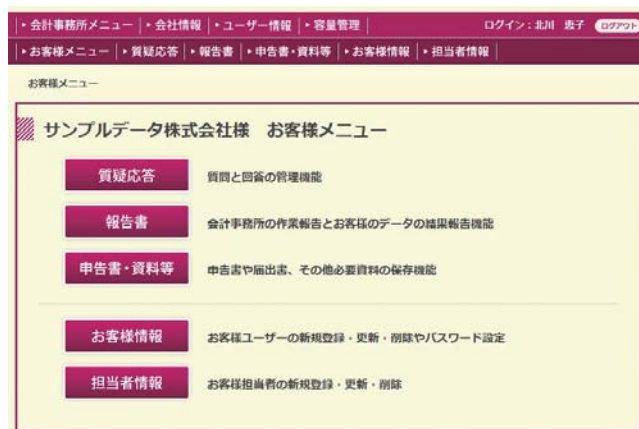 ▸会計事務所メニュー │ ▸会社情報 │ ▸ユーザー情報 │ ▸容量管理 │ ログイン：北川 恵子 ログアウト
▸お客様メニュー │ ▸質疑応答 │ ▸報告書 │ ▸申告書・資料等 │ ▸お客様情報 │ ▸担当者情報 │
お客様メニュー
サンプルデータ株式会社様 お客様メニュー
質疑応答 質問と回答の管理機能
報告書 会計事務所の作業報告とお客様のデータの結果報告機能
申告書・資料等 申告書や届出書、その他必要資料の保存機能
お客様情報 お客様ユーザーの新規登録・更新・削除やパスワード設定
担当者情報 お客様担当者の新規登録・更新・削除